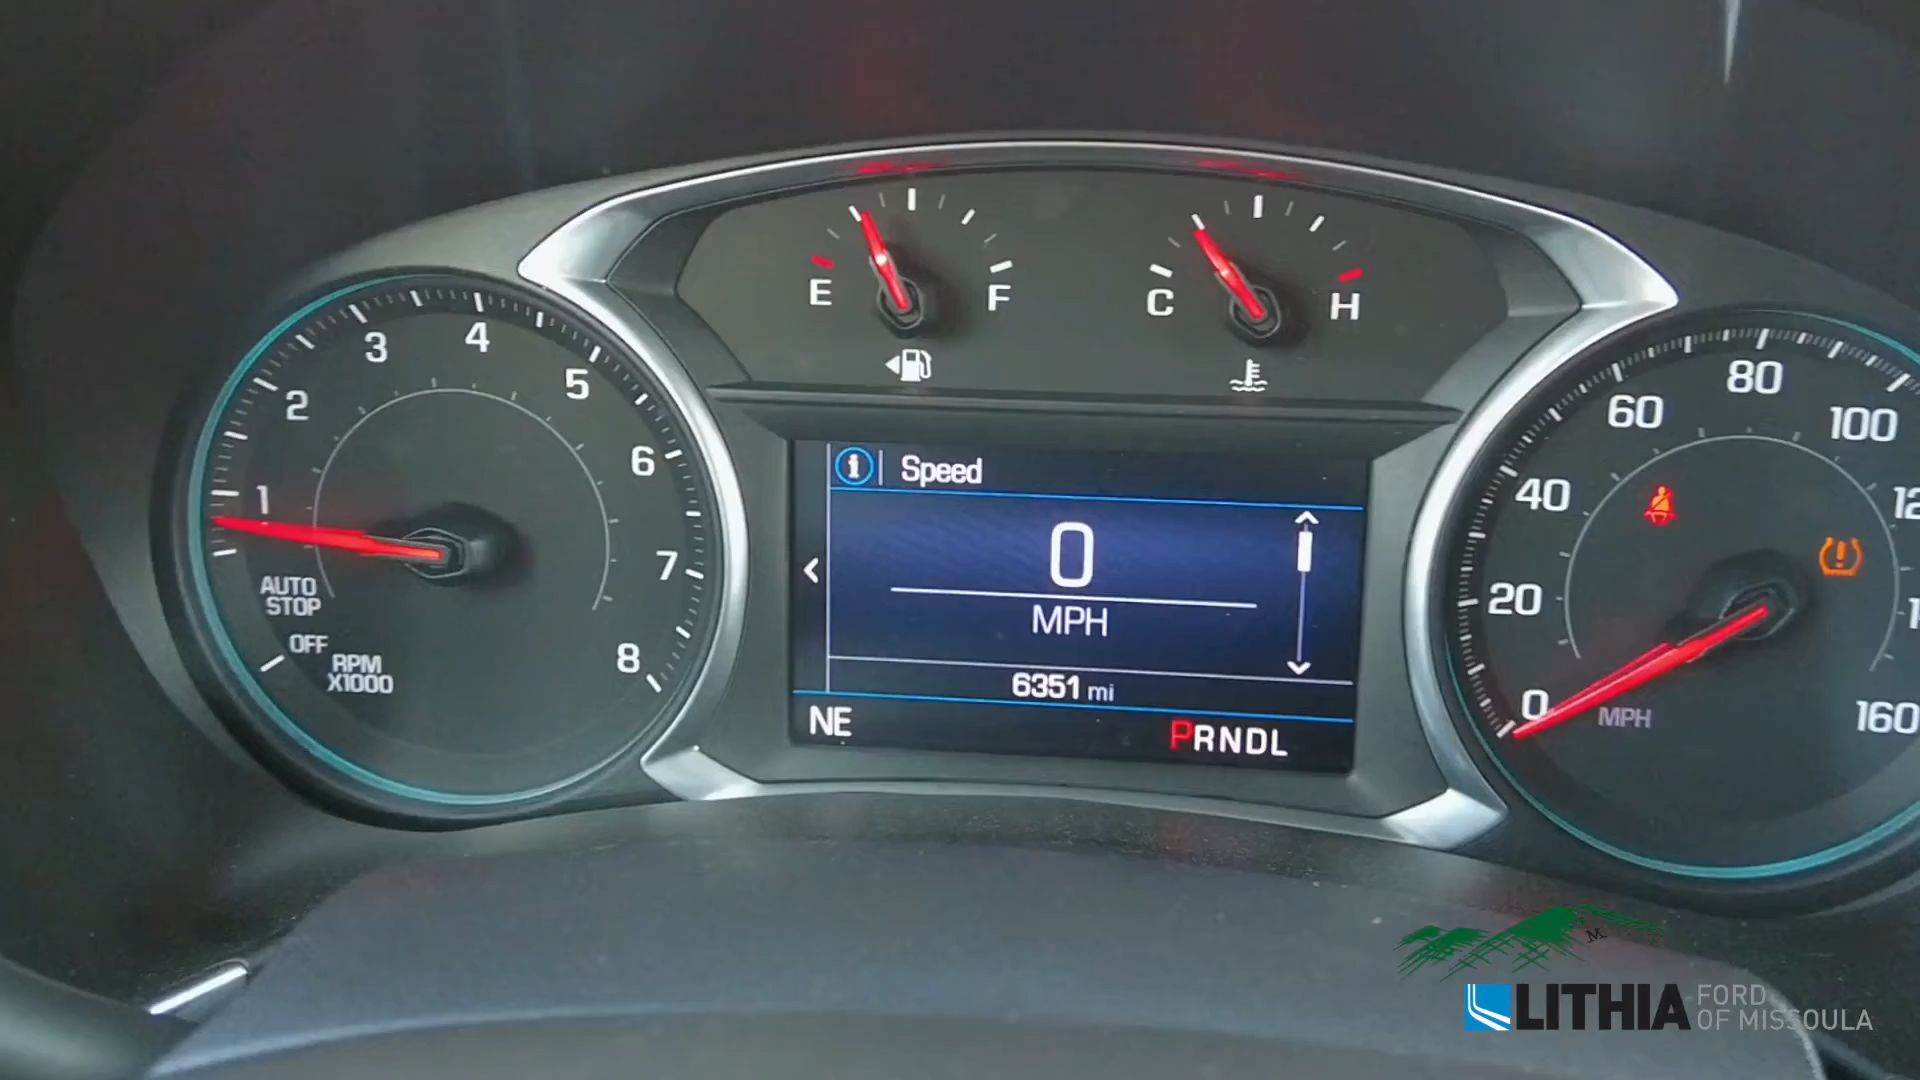 E
F
C
H
1
2
3
4
5
6
7
8
AUTO
STOP
OFF
RPM
X1000
i
Speed
0
MPH
6351 mi
NE
PRNDL
0
20
40
60
80
100
160
MPH
M
LITHIA
FORD
OF MISSOULA